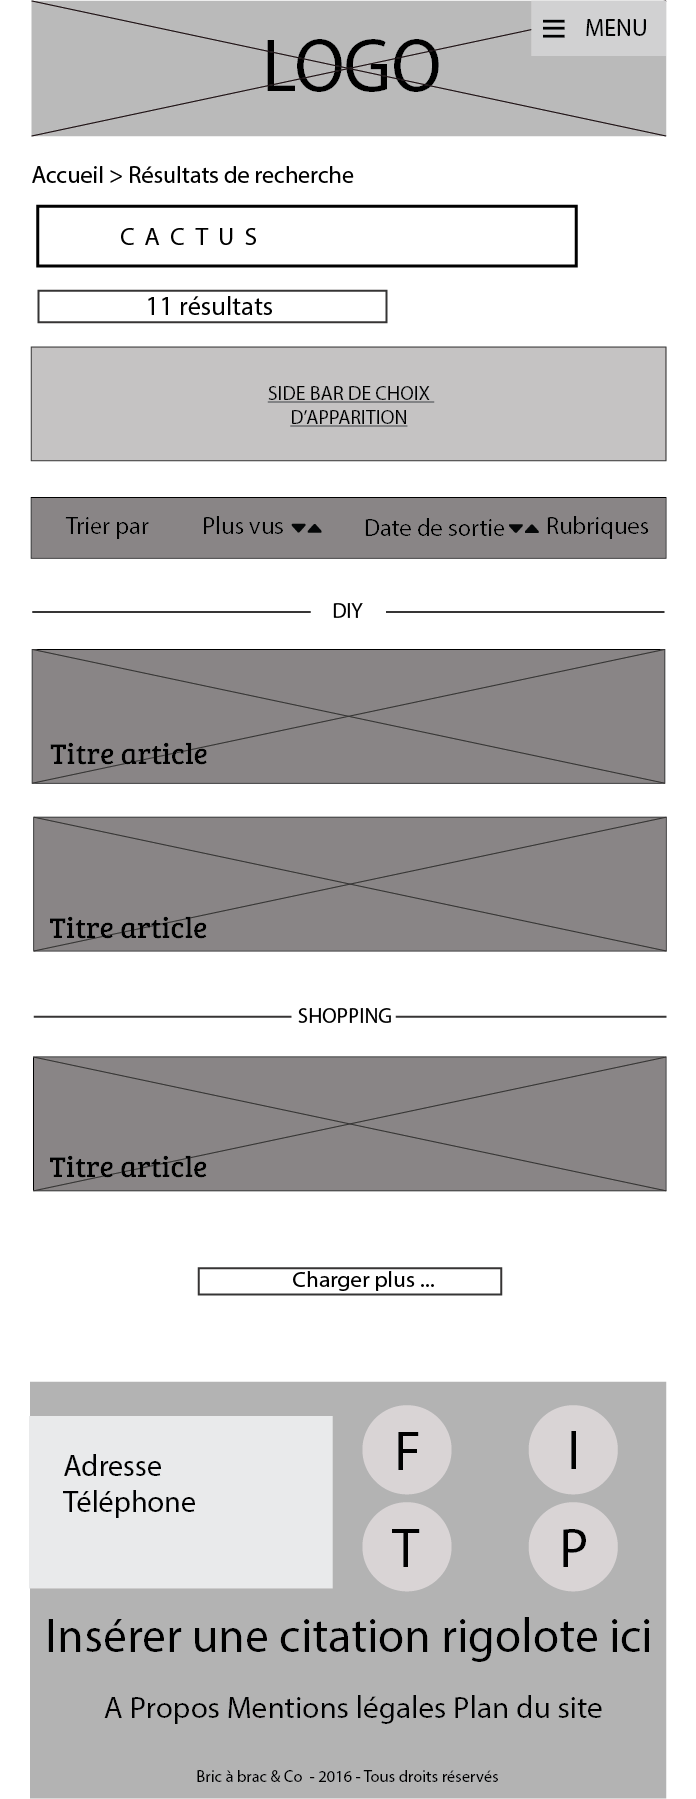 LOGO
MENU
Accueil > Résultats de recherche
CACTUS
11 résultats
SIDE BAR DE CHOIX
D'APPARITION
Trier par Plus vus Date de sortie Rubriques
DIY
Titre article
Titre article
SHOPPING
Titre article
Charger plus ...
Adresse
Téléphone
F I
T P
Insérer une citation rigolote ici
A Propos Mentions légales Plan du site
Bric à brac & Co - 2016 - Tous droits réservés